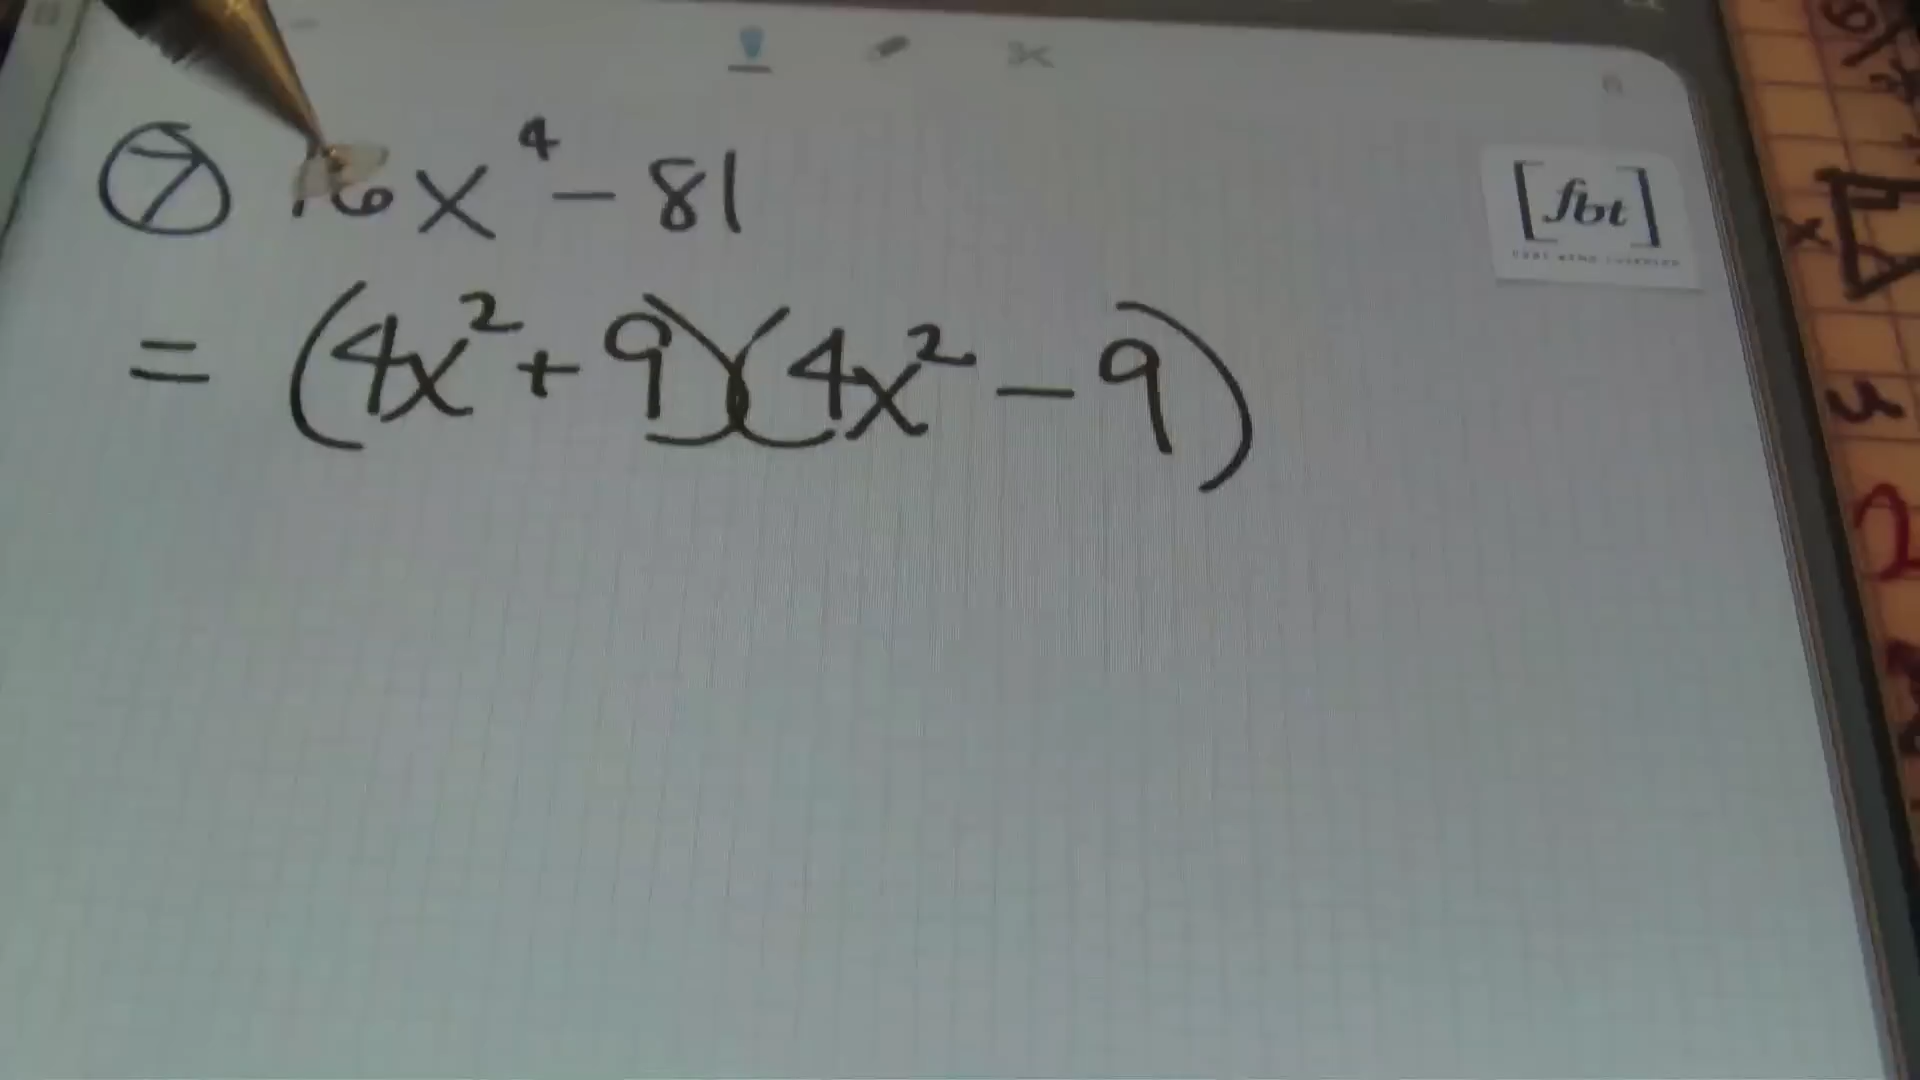 ⑦ 16x⁴ - 81
= (4x² + 9)(4x² - 9)
[fbt]